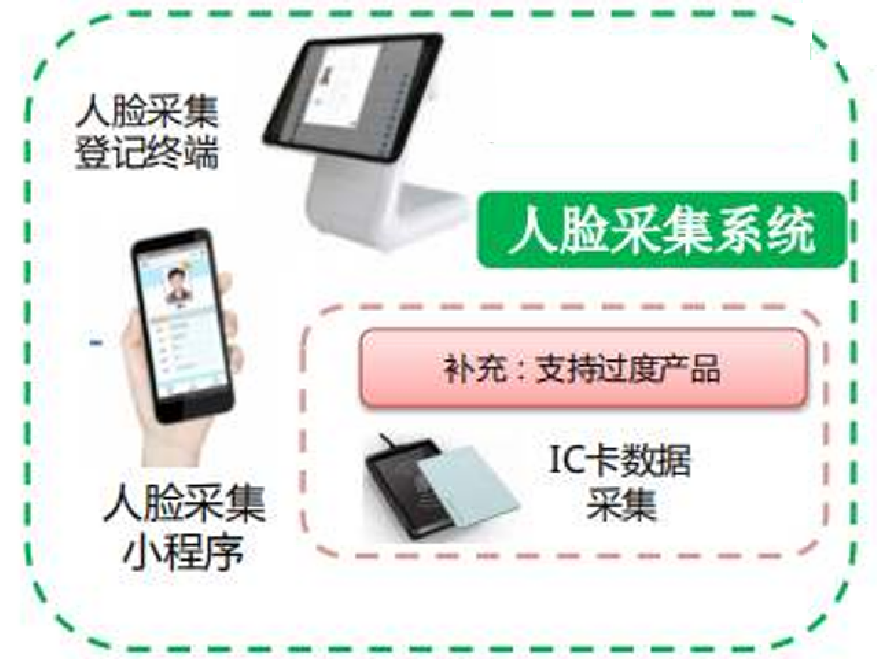 人脸采集
登记终端
人脸采集系统
补充：支持过度产品
IC卡数据
采集
人脸采集
小程序